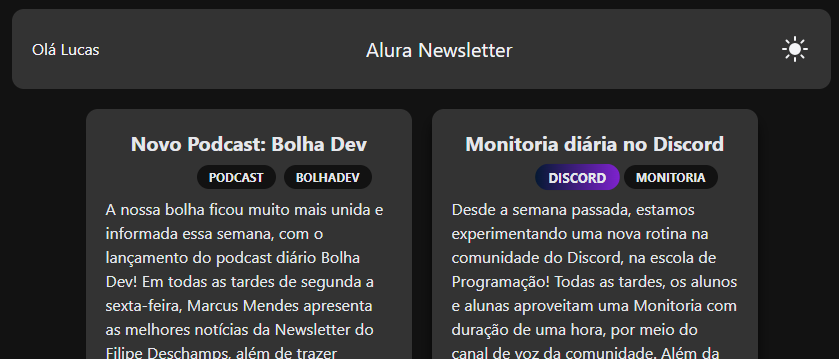 Olá Lucas
Alura Newsletter
Novo Podcast: Bolha Dev
PODCAST
BOLHADEV
A nossa bolha ficou muito mais unida e
informada essa semana, com o
lançamento do podcast diário Bolha
Dev! Em todas as tardes de segunda a
sexta-feira, Marcus Mendes apresenta
as melhores notícias da Newsletter do
Filipe Deschamps, além de trazer
Monitoria diária no Discord
DISCORD
MONITORIA
Desde a semana passada, estamos
experimentando uma nova rotina na
comunidade do Discord, na escola de
Programação! Todas as tardes, os alunos
e alunas aproveitam uma Monitoria com
duração de uma hora, por meio do
canal de voz da comunidade. Além da